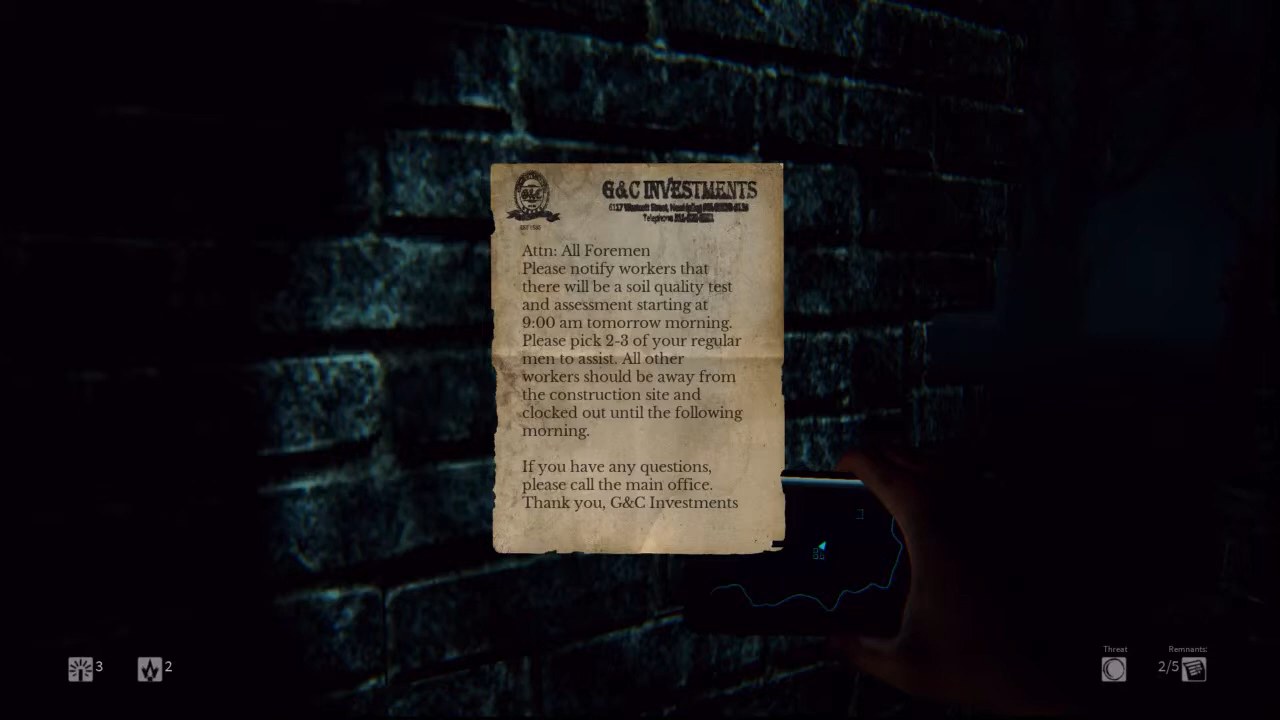 G&C INVESTMENTS
Telephone
Attn: All Foremen
Please notify workers that
there will be a soil quality test
and assessment starting at
9:00 am tomorrow morning.
Please pick 2-3 of your regular
men to assist. All other
workers should be away from
the construction site and
clocked out until the following
morning.
If you have any questions,
please call the main office.
Thank you, G&C Investments
3
2
Threat
Remnants:
2/5